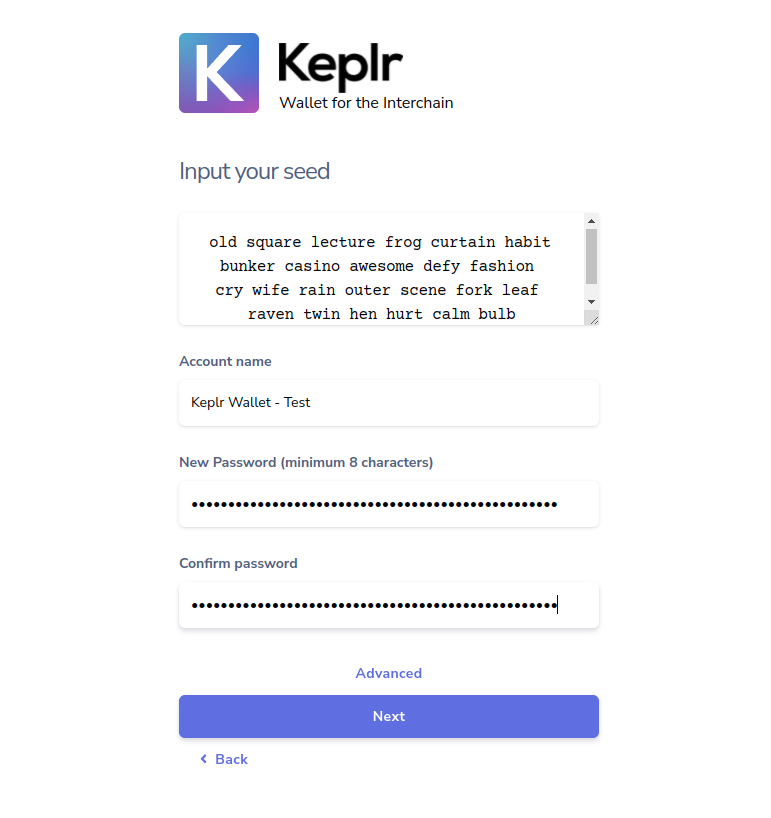 K
Keplr
Wallet for the Interchain
Input your seed
old square lecture frog curtain habit
bunker casino awesome defy fashion
cry wife rain outer scene fork leaf
raven twin hen hurt calm bulb
Account name
Keplr Wallet - Test
New Password (minimum 8 characters)
••••••••••••••••••••••••••••••••••••••••••••••••••
Confirm password
••••••••••••••••••••••••••••••••••••••••••••••••••
Advanced
Next
Back